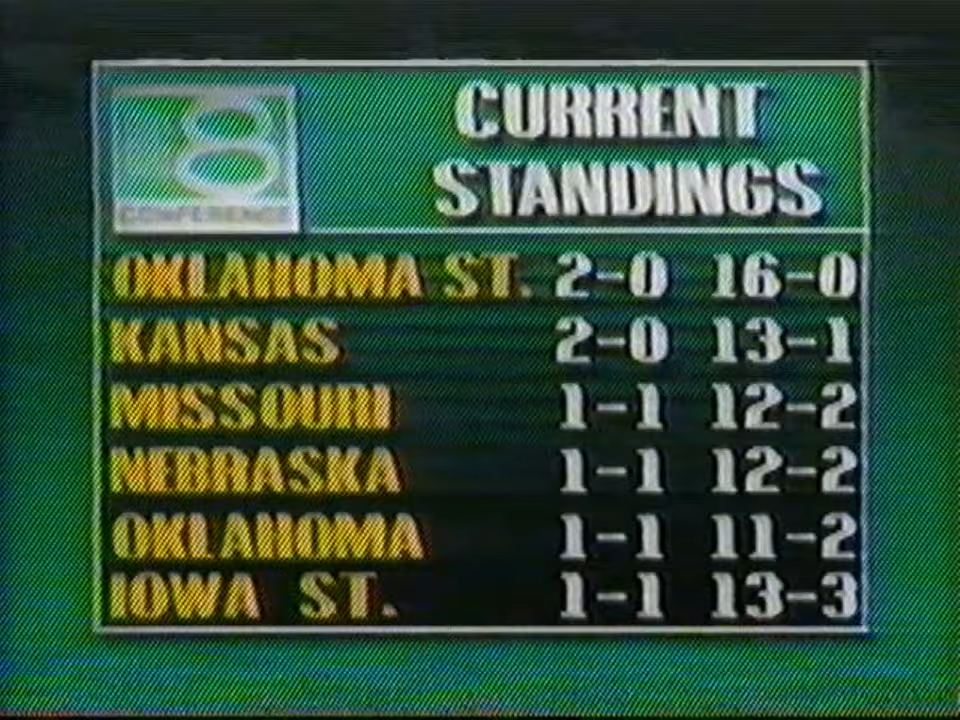 8
CONFERENCE
CURRENT
STANDINGS
OKLAHOMA ST. 2-0 16-0
KANSAS 2-0 13-1
MISSOURI 1-1 12-2
NEBRASKA 1-1 12-2
OKLAHOMA 1-1 11-2
IOWA ST. 1-1 13-3